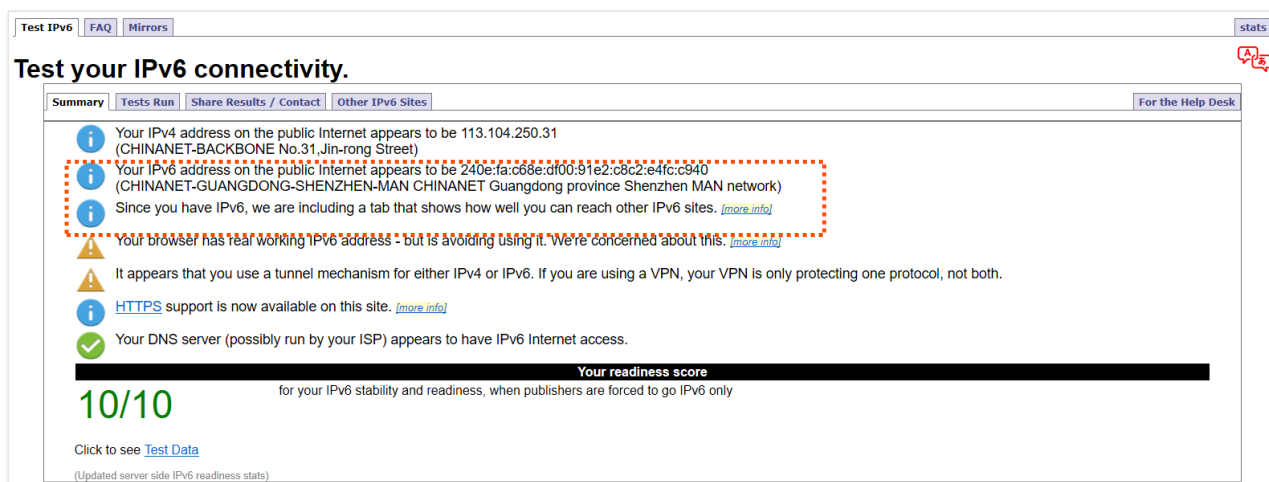 Test IPv6 FAQ Mirrors stats
Test your IPv6 connectivity.
Summary Tests Run Share Results / Contact Other IPv6 Sites For the Help Desk
Your IPv4 address on the public Internet appears to be 113.104.250.31
(CHINANET-BACKBONE No.31,Jin-rong Street)
Your IPv6 address on the public Internet appears to be 240e:fa:c68e:df00:91e2:c8c2:e4fc:c940
(CHINANET-GUANGDONG-SHENZHEN-MAN CHINANET Guangdong province Shenzhen MAN network)
Since you have IPv6, we are including a tab that shows how well you can reach other IPv6 sites. [more info]
Your browser has real working IPv6 address - but is avoiding using it. We're concerned about this. [more info]
It appears that you use a tunnel mechanism for either IPv4 or IPv6. If you are using a VPN, your VPN is only protecting one protocol, not both.
HTTPS support is now available on this site. [more info]
Your DNS server (possibly run by your ISP) appears to have IPv6 Internet access.
Your readiness score
10/10 for your IPv6 stability and readiness, when publishers are forced to go IPv6 only
Click to see Test Data
(Updated server side IPv6 readiness stats)